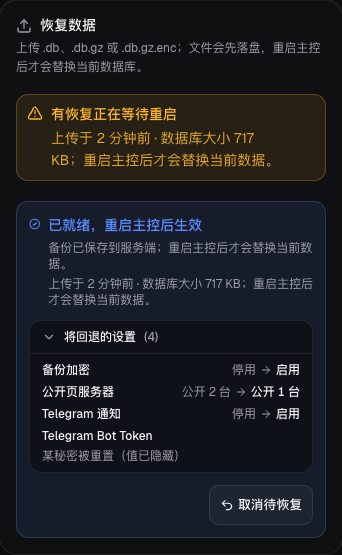 恢复数据
上传 .db、.db.gz 或 .db.gz.enc；文件会先落盘，重启主控
后才会替换当前数据库。
有恢复正在等待重启
上传于 2 分钟前 · 数据库大小 717
KB；重启主控后才会替换当前数据。
已就绪，重启主控后生效
备份已保存到服务端；重启主控后才会替换当前数
据。
上传于 2 分钟前 · 数据库大小 717 KB；重启主控后
才会替换当前数据。
将回退的设置 (4)
备份加密 停用 → 启用
公开页服务器 公开 2 台 → 公开 1 台
Telegram 通知 停用 → 启用
Telegram Bot Token
某秘密被重置（值已隐藏）
取消待恢复